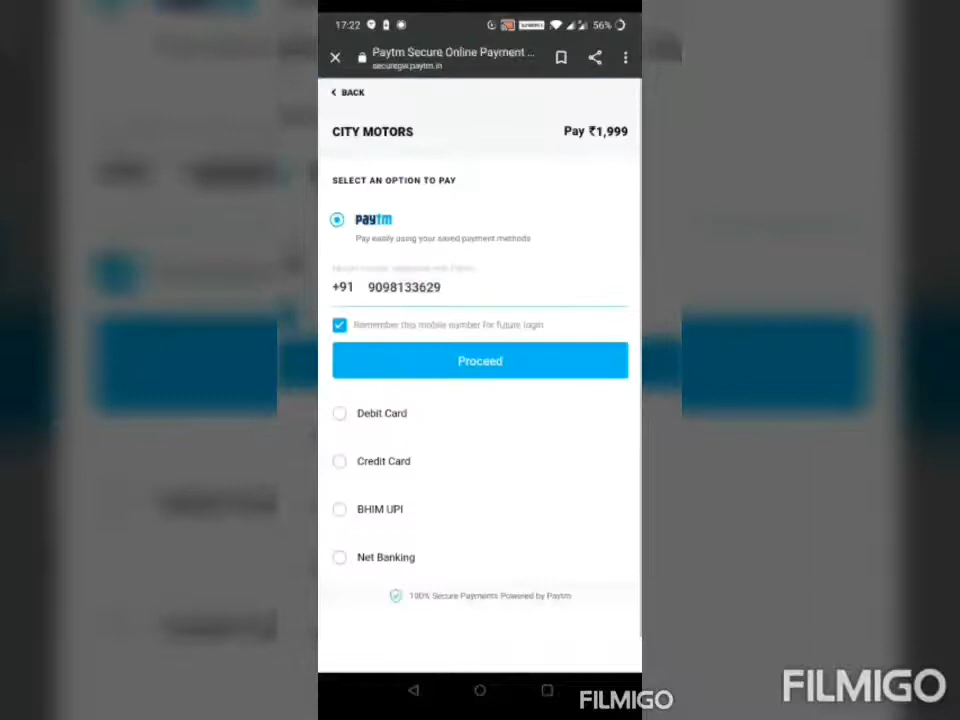 17:22 56%
Paytm Secure Online Payment ...
securegw.paytm.in
BACK
CITY MOTORS Pay ₹1,999
SELECT AN OPTION TO PAY
paytm
Pay easily using your saved payment methods
+91 9098133629
Remember this mobile number for future login
Proceed
Debit Card
Credit Card
BHIM UPI
Net Banking
100% Secure Payments Powered by Paytm
FILMIGO
FILMIGO